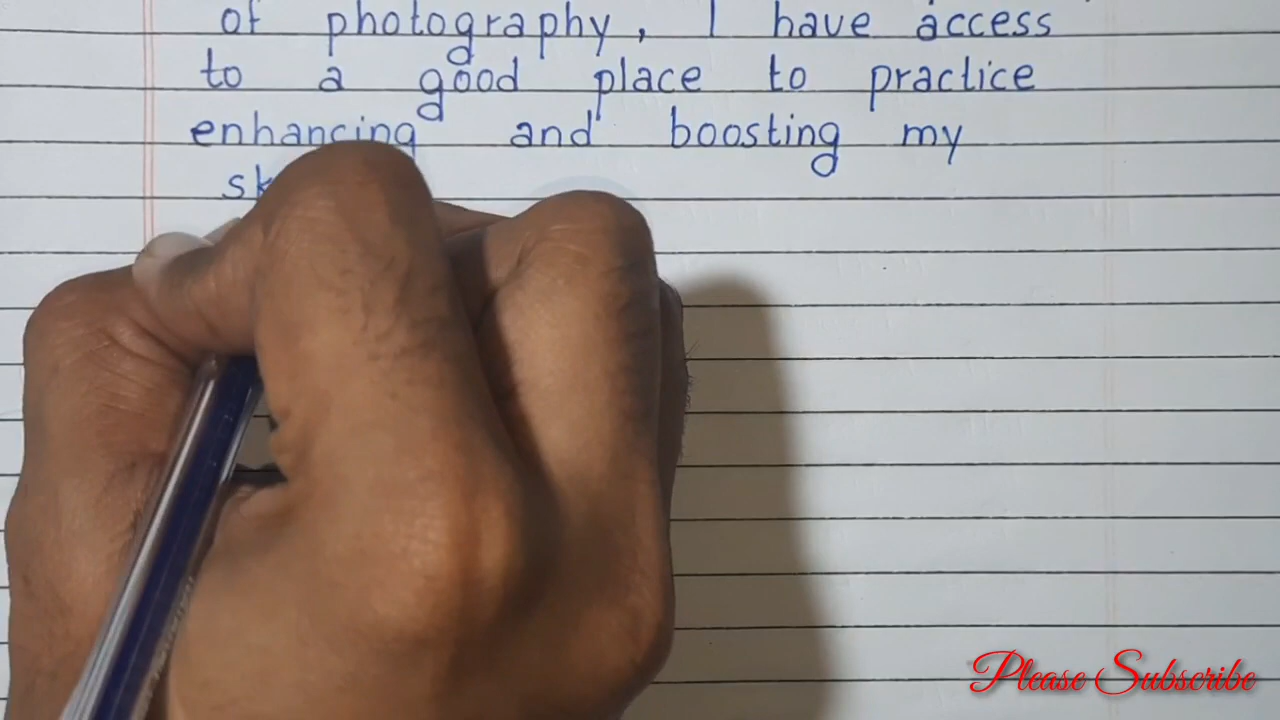 of photography, I have access
to a good place to practice
enhancing and boosting my
Please Subscribe